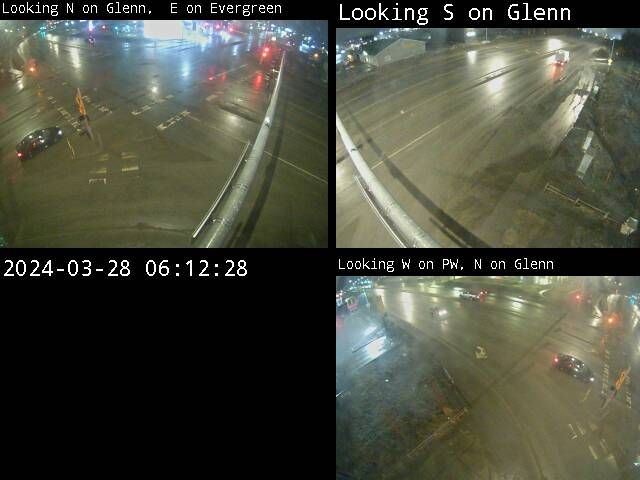 Looking N on Glenn,  E on Evergreen
Looking S on Glenn
2024-03-28 06:12:28
Looking W on PW, N on Glenn